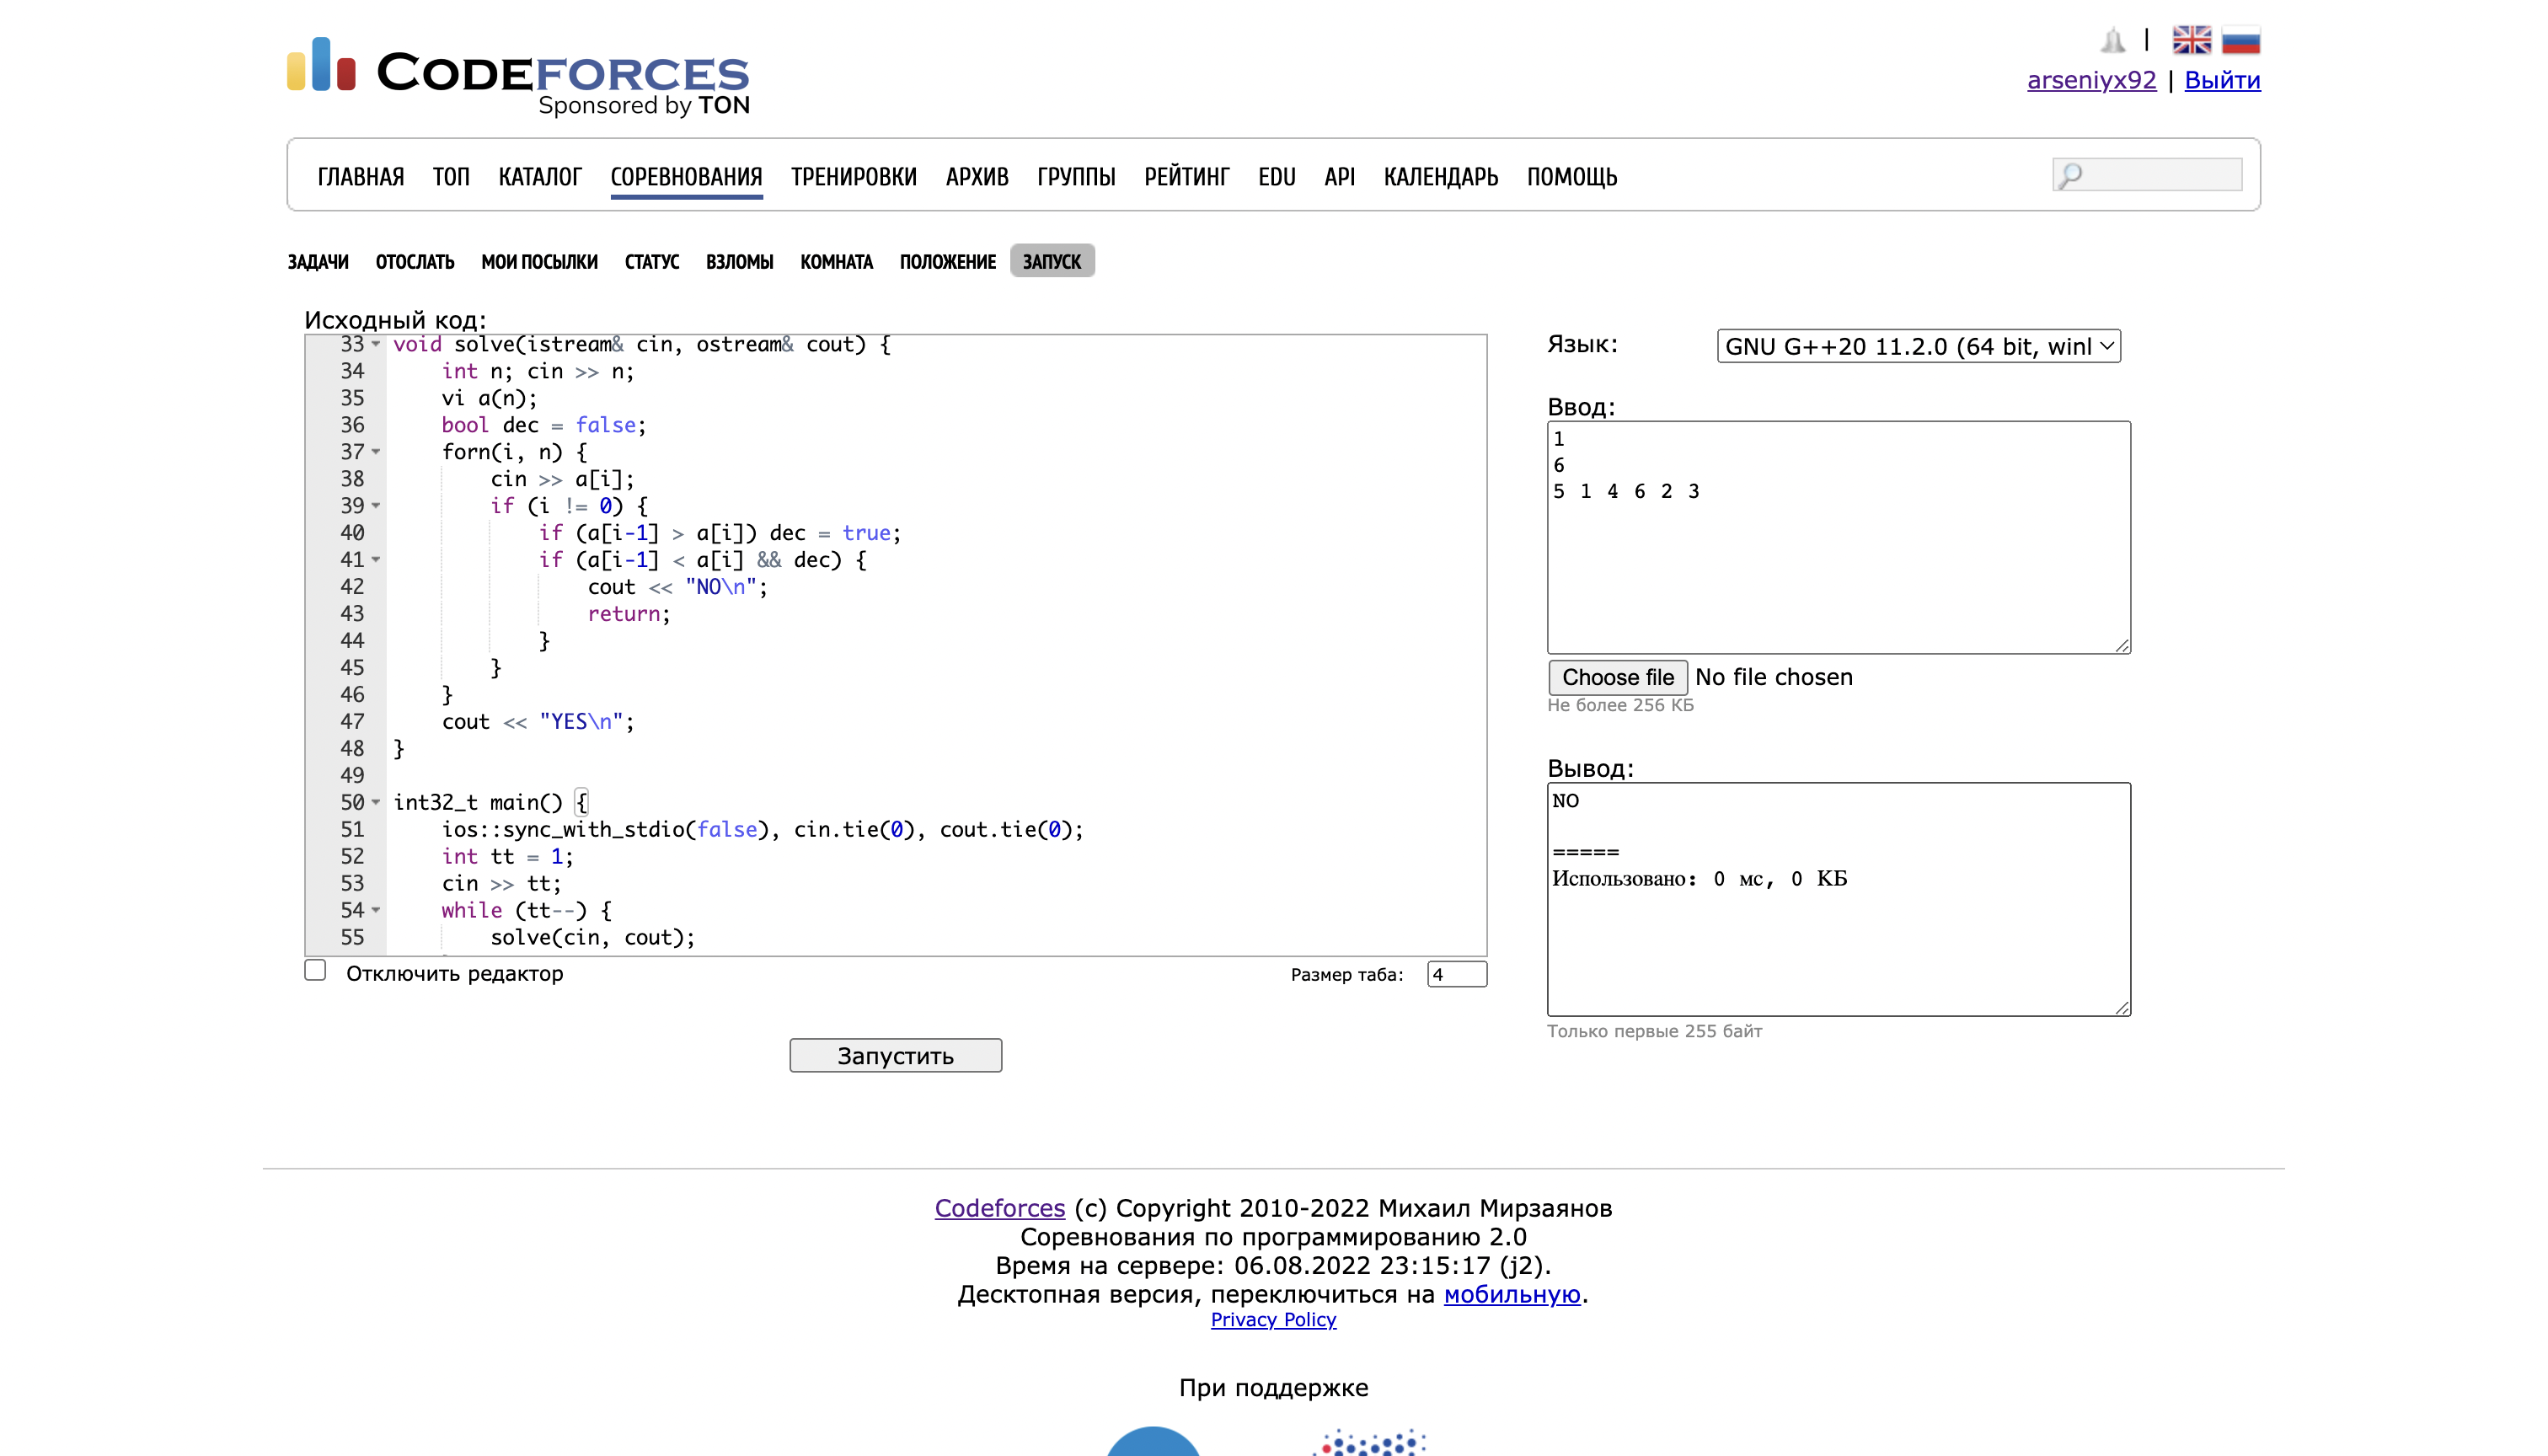 CODEFORCES
Sponsored by TON
|
arseniyx92 | Выйти
ГЛАВНАЯ ТОП КАТАЛОГ СОРЕВНОВАНИЯ ТРЕНИРОВКИ АРХИВ ГРУППЫ РЕЙТИНГ EDU API КАЛЕНДАРЬ ПОМОЩЬ
ЗАДАЧИ ОТОСЛАТЬ МОИ ПОСЫЛКИ СТАТУС ВЗЛОМЫ КОМНАТА ПОЛОЖЕНИЕ ЗАПУСК
Исходный код:
33 void solve(istream& cin, ostream& cout) {
34 int n; cin >> n;
35 vi a(n);
36 bool dec = false;
37 forn(i, n) {
38 cin >> a[i];
39 if (i != 0) {
40 if (a[i-1] > a[i]) dec = true;
41 if (a[i-1] < a[i] && dec) {
42 cout << "NO\n";
43 return;
44 }
45 }
46 }
47 cout << "YES\n";
48 }
49
50 int32_t main() {
51 ios::sync_with_stdio(false), cin.tie(0), cout.tie(0);
52 int tt = 1;
53 cin >> tt;
54 while (tt--) {
55 solve(cin, cout);
Отключить редактор
Размер таба: 4
Запустить
Язык: GNU G++20 11.2.0 (64 bit, winl
Ввод:
1
6
5 1 4 6 2 3
Choose file No file chosen
Не более 256 КБ
Вывод:
NO
=====
Использовано: 0 мс, 0 КБ
Только первые 255 байт
Codeforces (c) Copyright 2010-2022 Михаил Мирзаянов
Соревнования по программированию 2.0
Время на сервере: 06.08.2022 23:15:17 (j2).
Десктопная версия, переключиться на мобильную.
Privacy Policy
При поддержке